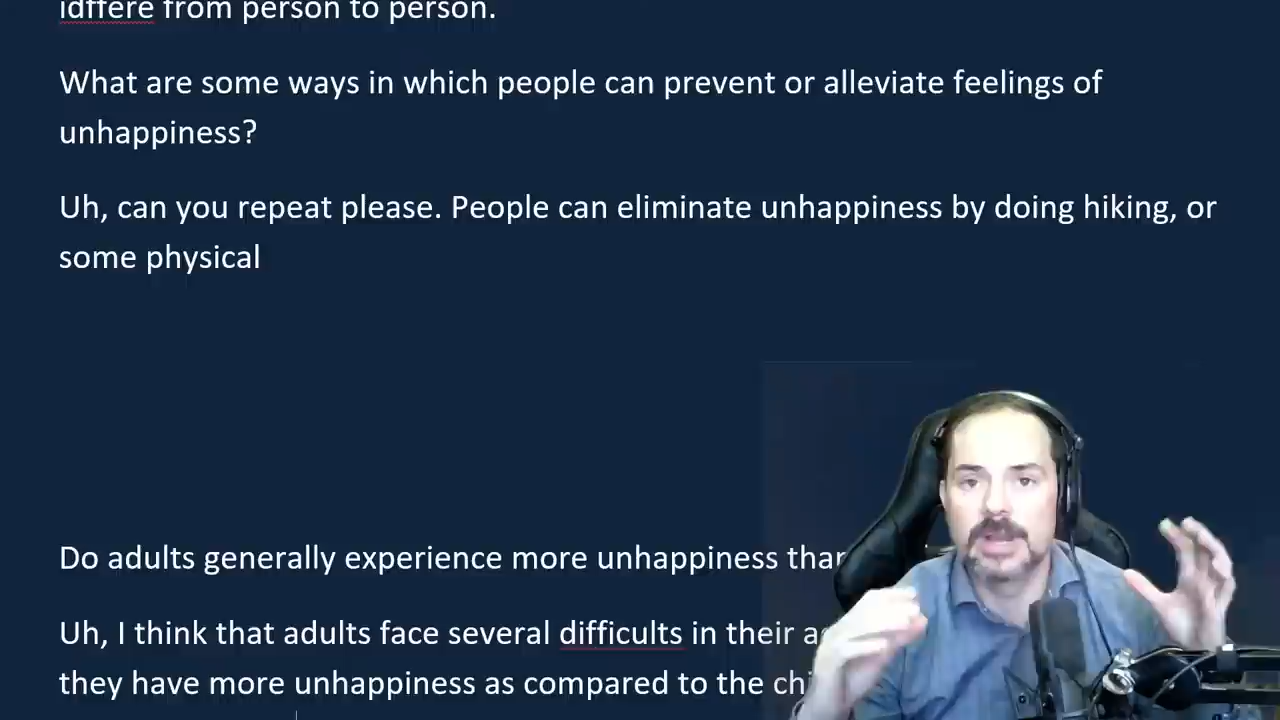 idffere from person to person.
What are some ways in which people can prevent or alleviate feelings of
unhappiness?
Uh, can you repeat please. People can eliminate unhappiness by doing hiking, or
some physical
Do adults generally experience more unhappiness than
Uh, I think that adults face several difficults in their
they have more unhappiness as compared to the